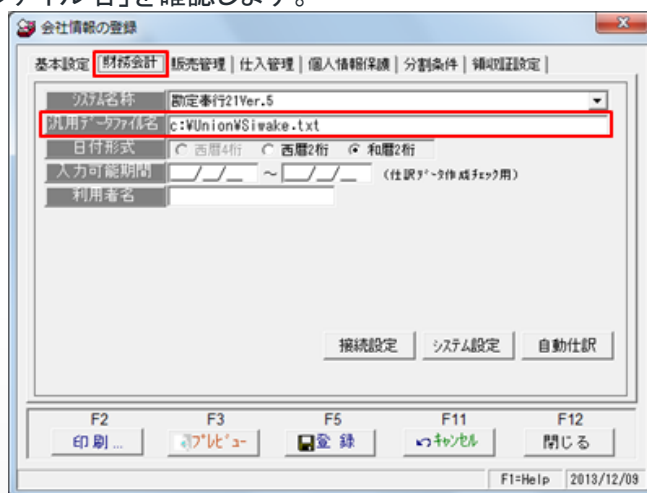 ァイル名」を確認します。
会社情報の登録
基本設定 財務会計 販売管理 仕入管理 個人情報保護 分割条件 領収証設定
システム名称 勘定奉行21Ver.5
汎用データファイル名 c:¥Union¥Siwake.txt
日付形式 西暦4桁 西暦2桁 和暦2桁
入力可能期間 __/__/__ ~ __/__/__ (仕訳データ作成チェック用)
利用者名
接続設定 システム設定 自動仕訳
F2 F3 F5 F11 F12
印刷... プレビュー 登 録 キャンセル 閉じる
F1=Help 2013/12/09